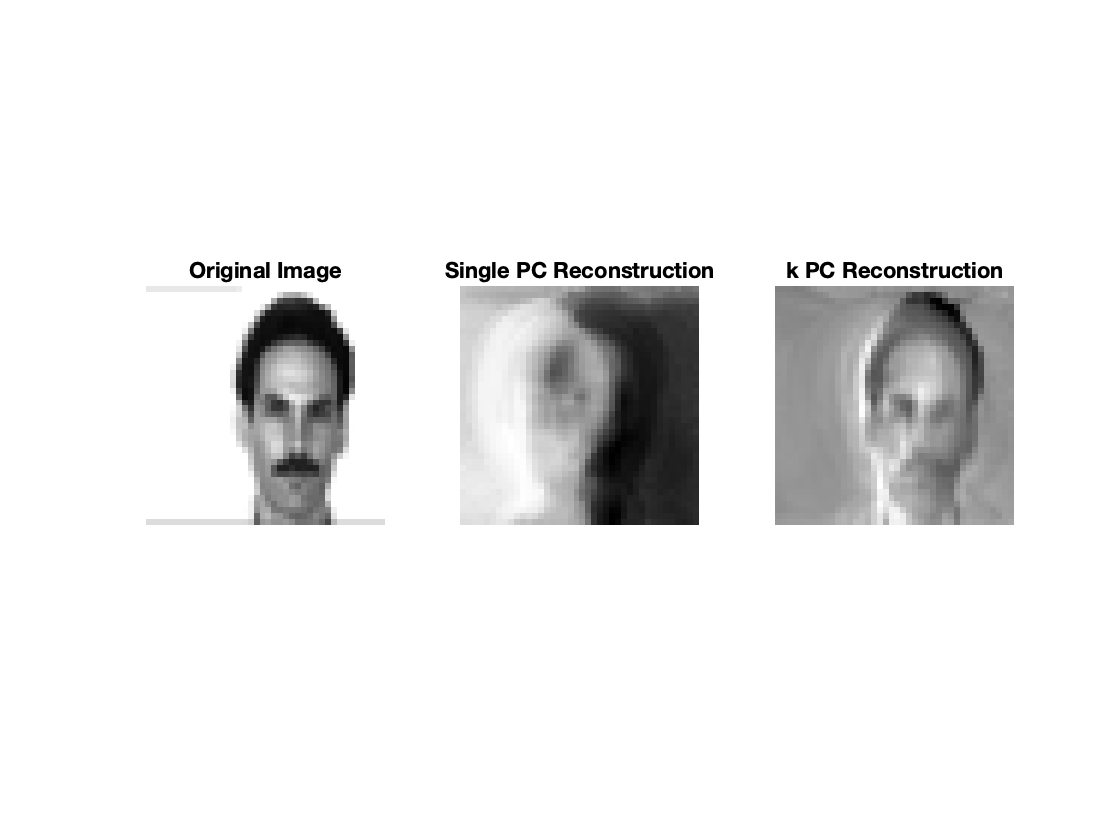 Original Image
Single PC Reconstruction
k PC Reconstruction